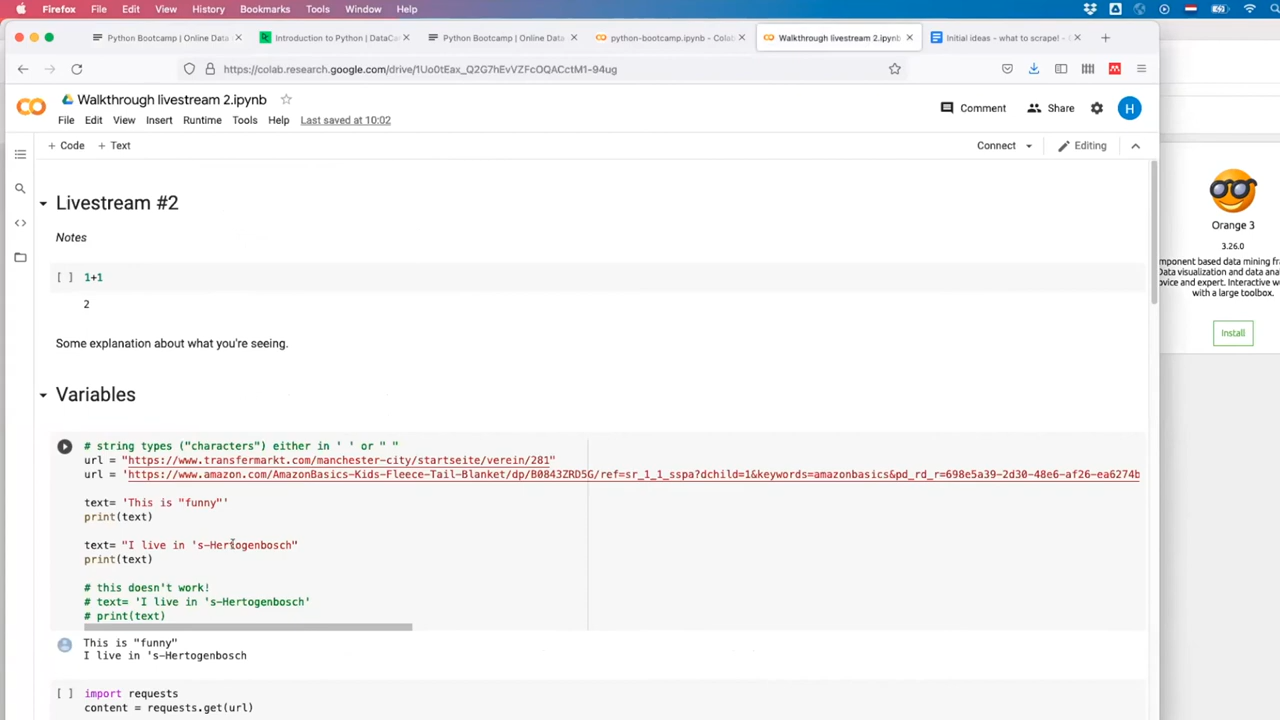 Firefox File Edit View History Bookmarks Tools Window Help
Python Bootcamp | Online Data
Introduction to Python | DataCa
Python Bootcamp | Online Data
python-bootcamp.ipynb - Colab
Walkthrough livestream 2.ipynb
Initial ideas - what to scrape! -
https://colab.research.google.com/drive/1Uo0tEax_Q2G7hEvVZFcOQACctM1-94ug
Walkthrough livestream 2.ipynb
Comment Share H
File Edit View Insert Runtime Tools Help Last saved at 10:02
+ Code + Text Connect Editing
Livestream #2
Notes
[ ] 1+1
2
Some explanation about what you're seeing.
Variables
# string types ("characters") either in ' ' or " "
url = "https://www.transfermarkt.com/manchester-city/startseite/verein/281"
url = 'https://www.amazon.com/AmazonBasics-Kids-Fleece-Tail-Blanket/dp/B0843ZRD5G/ref=sr_1_1_sspa?dchild=1&keywords=amazonbasics&pd_rd_r=698e5a39-2d30-48e6-af26-ea6274b
text= 'This is "funny"'
print(text)
text= "I live in 's-Hertogenbosch"
print(text)
# this doesn't work!
# text= 'I live in 's-Hertogenbosch'
# print(text)
This is "funny"
I live in 's-Hertogenbosch
[ ] import requests
content = requests.get(url)
Orange 3
3.26.0
mponent based data mining fra
Data visualization and data anal
ovice and expert. Interactive wo
with a large toolbox.
Install